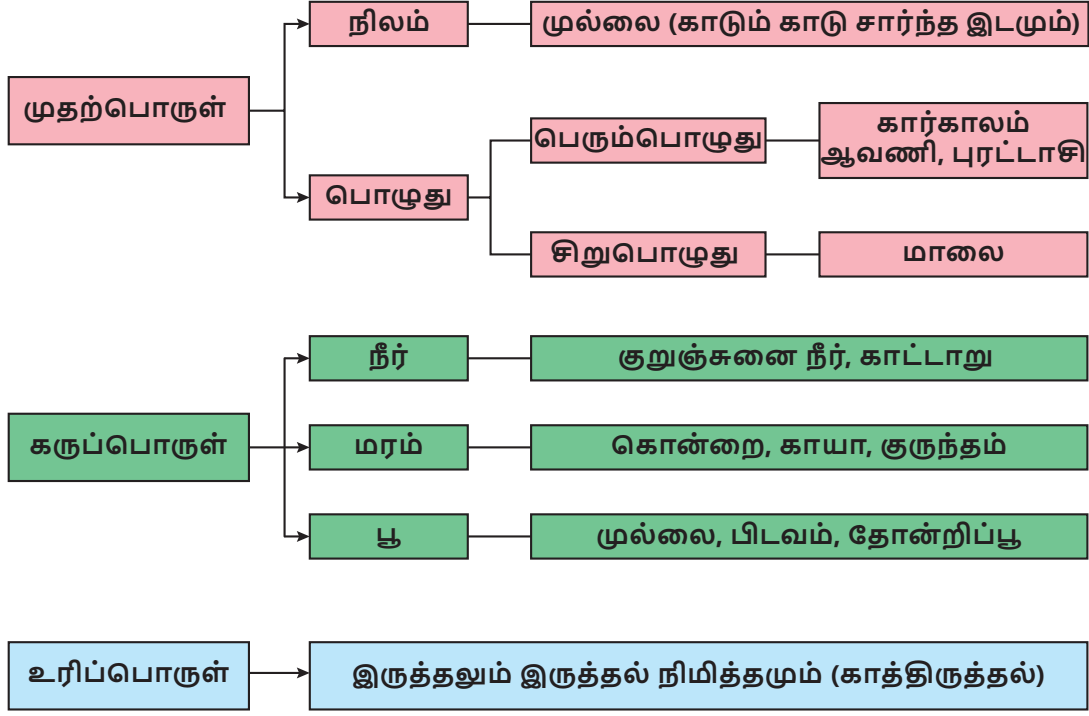 முதற்பொருள்
நிலம்
முல்லை (காடும் காடு சார்ந்த இடமும்)
பொழுது
பெரும்பொழுது
கார்காலம்
ஆவணி, புரட்டாசி
சிறுபொழுது
மாலை
கருப்பொருள்
நீர்
குறுஞ்சுனை நீர், காட்டாறு
மரம்
கொன்றை, காயா, குருந்தம்
பூ
முல்லை, பிடவம், தோன்றிப்பூ
உரிப்பொருள்
இருத்தலும் இருத்தல் நிமித்தமும் (காத்திருத்தல்)